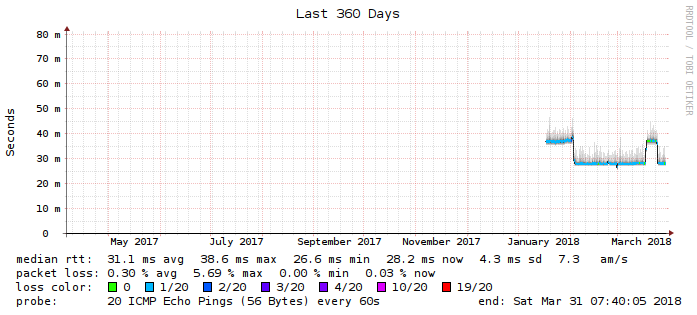 Last 360 Days
RRDTOOL / TOBI OETIKER
Seconds
80 m
70 m
60 m
50 m
40 m
30 m
20 m
10 m
0
May 2017 July 2017 September 2017 November 2017 January 2018 March 2018
median rtt: 31.1 ms avg 38.6 ms max 26.6 ms min 28.2 ms now 4.3 ms sd 7.3 am/s
packet loss: 0.30 % avg 5.69 % max 0.00 % min 0.03 % now
loss color: 0 1/20 2/20 3/20 4/20 10/20 19/20
probe: 20 ICMP Echo Pings (56 Bytes) every 60s end: Sat Mar 31 07:40:05 2018